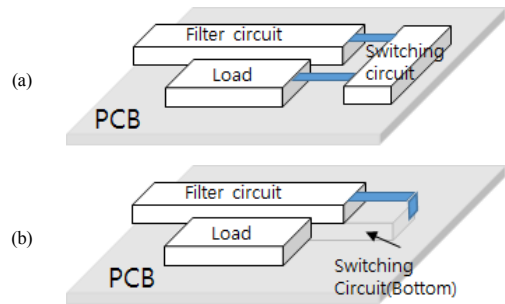 (a)
Filter circuit
Switching
circuit
Load
PCB
(b)
Filter circuit
Load
PCB
Switching
Circuit(Bottom)